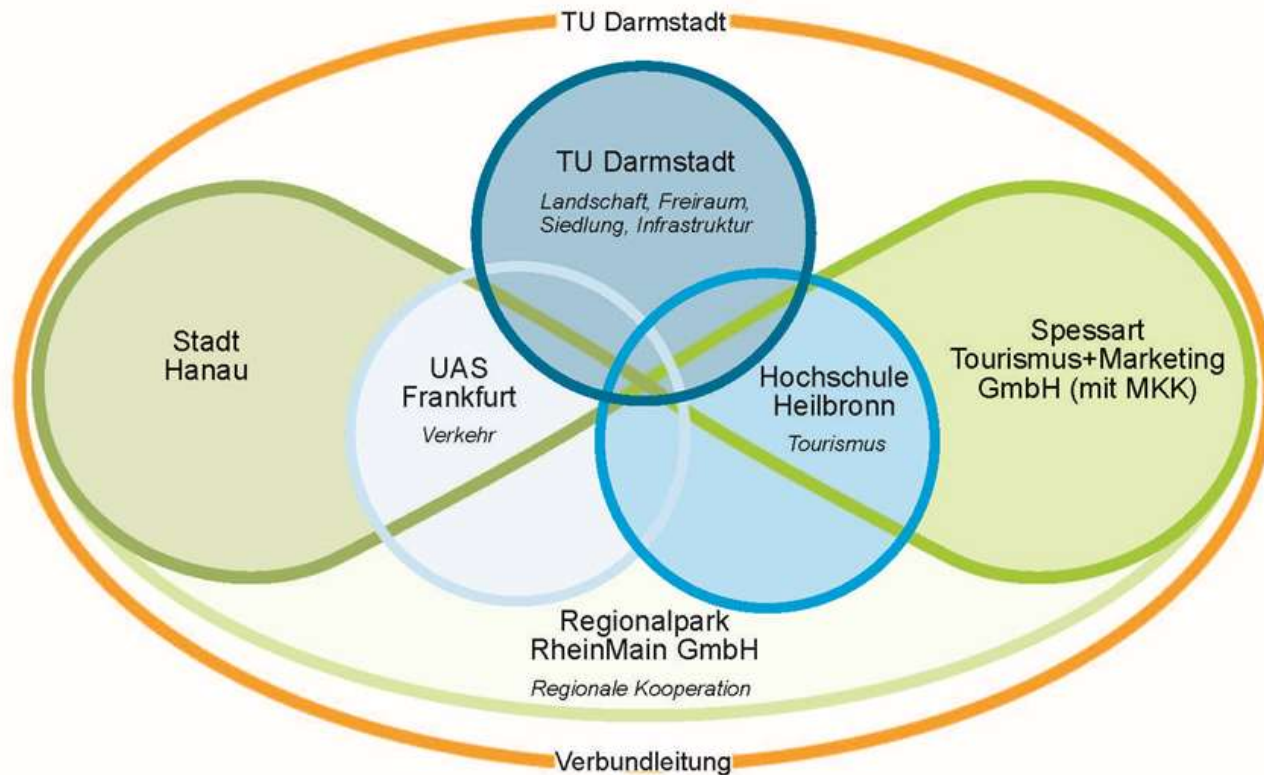 TU Darmstadt
TU Darmstadt
Landschaft, Freiraum,
Siedlung, Infrastruktur
Stadt
Hanau
UAS
Frankfurt
Verkehr
Hochschule
Heilbronn
Tourismus
Spessart
Tourismus+Marketing
GmbH (mit MKK)
Regionalpark
RheinMain GmbH
Regionale Kooperation
Verbundleitung